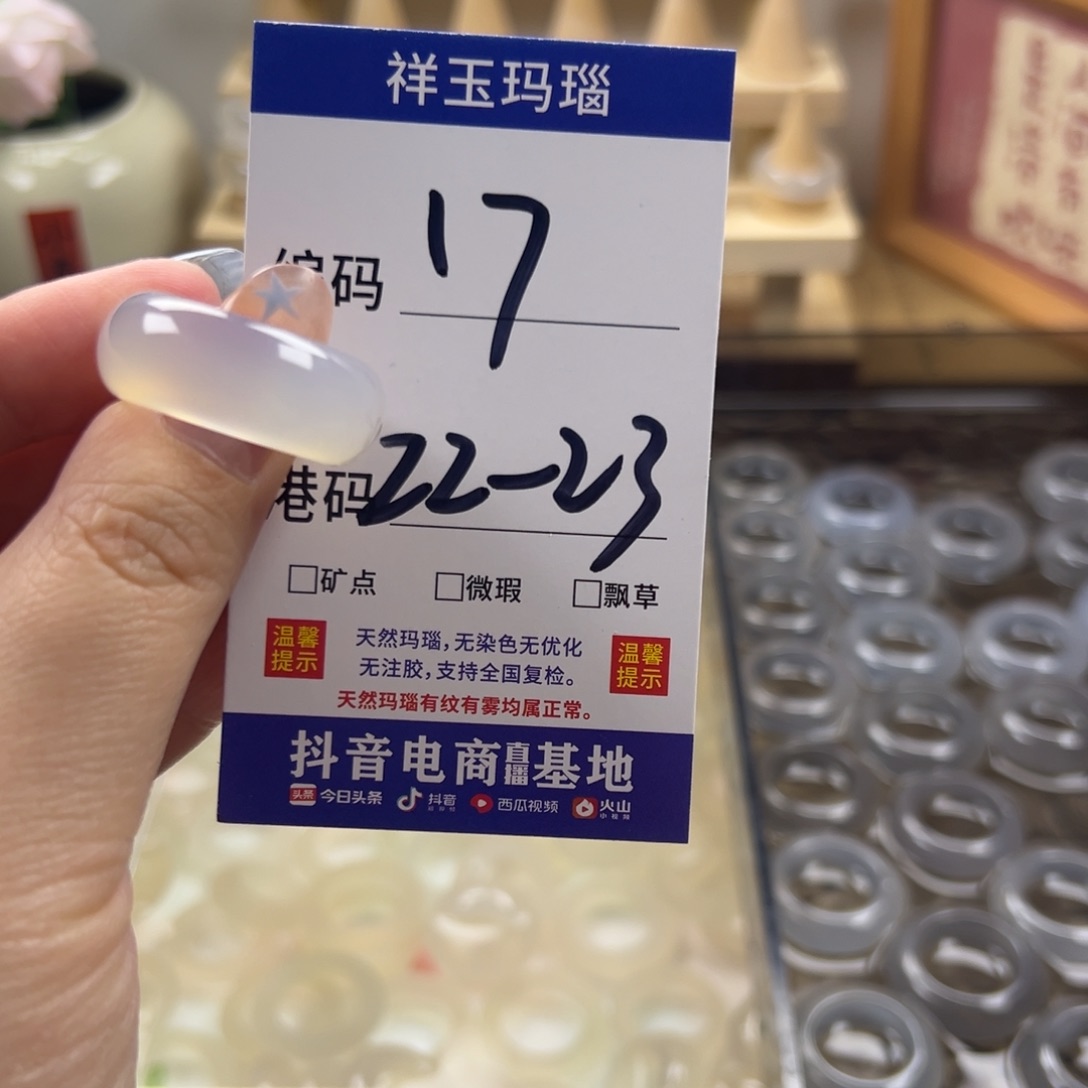 祥玉玛瑙
编码 17
港码 22-23
□矿点 □微瑕 □飘草
温馨提示
天然玛瑙，无染色无优化
无注胶，支持全国复检。
天然玛瑙有纹有雾均属正常。
温馨提示
抖音电商直播基地
头条 今日头条 抖音 西瓜视频 火山